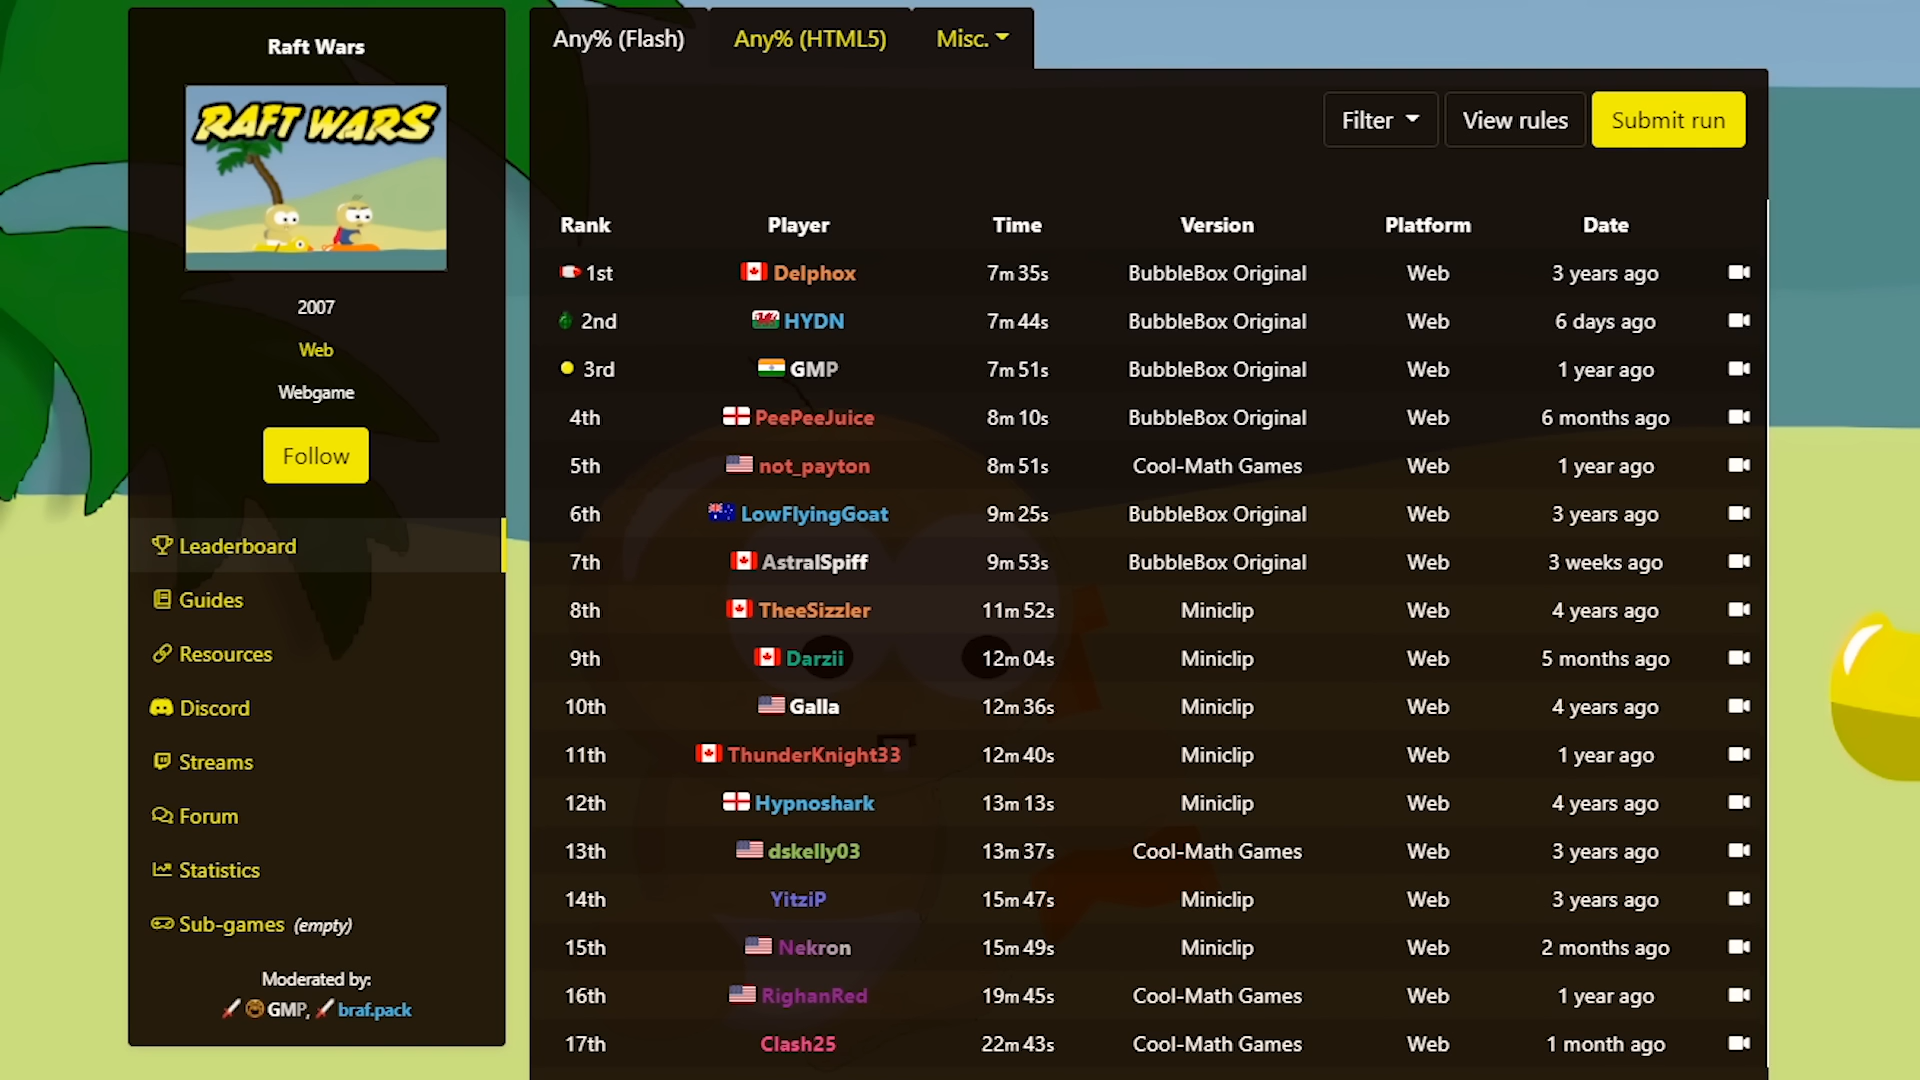 Raft Wars
RAFT WARS
2007
Web
Webgame
Follow
Leaderboard
Guides
Resources
Discord
Streams
Forum
Statistics
Sub-games (empty)
Moderated by:
GMP, braf.pack
Any% (Flash) Any% (HTML5) Misc.
Filter View rules Submit run
Rank Player Time Version Platform Date
1st Delphox 7m 35s BubbleBox Original Web 3 years ago
2nd HYDN 7m 44s BubbleBox Original Web 6 days ago
3rd GMP 7m 51s BubbleBox Original Web 1 year ago
4th PeePeeJuice 8m 10s BubbleBox Original Web 6 months ago
5th not_payton 8m 51s Cool-Math Games Web 1 year ago
6th LowFlyingGoat 9m 25s BubbleBox Original Web 3 years ago
7th AstralSpiff 9m 53s BubbleBox Original Web 3 weeks ago
8th TheeSizzler 11m 52s Miniclip Web 4 years ago
9th Darzii 12m 04s Miniclip Web 5 months ago
10th Galla 12m 36s Miniclip Web 4 years ago
11th ThunderKnight33 12m 40s Miniclip Web 1 year ago
12th Hypnoshark 13m 13s Miniclip Web 4 years ago
13th dskelly03 13m 37s Cool-Math Games Web 3 years ago
14th YitziP 15m 47s Miniclip Web 3 years ago
15th Nekron 15m 49s Miniclip Web 2 months ago
16th RighanRed 19m 45s Cool-Math Games Web 1 year ago
17th Clash25 22m 43s Cool-Math Games Web 1 month ago